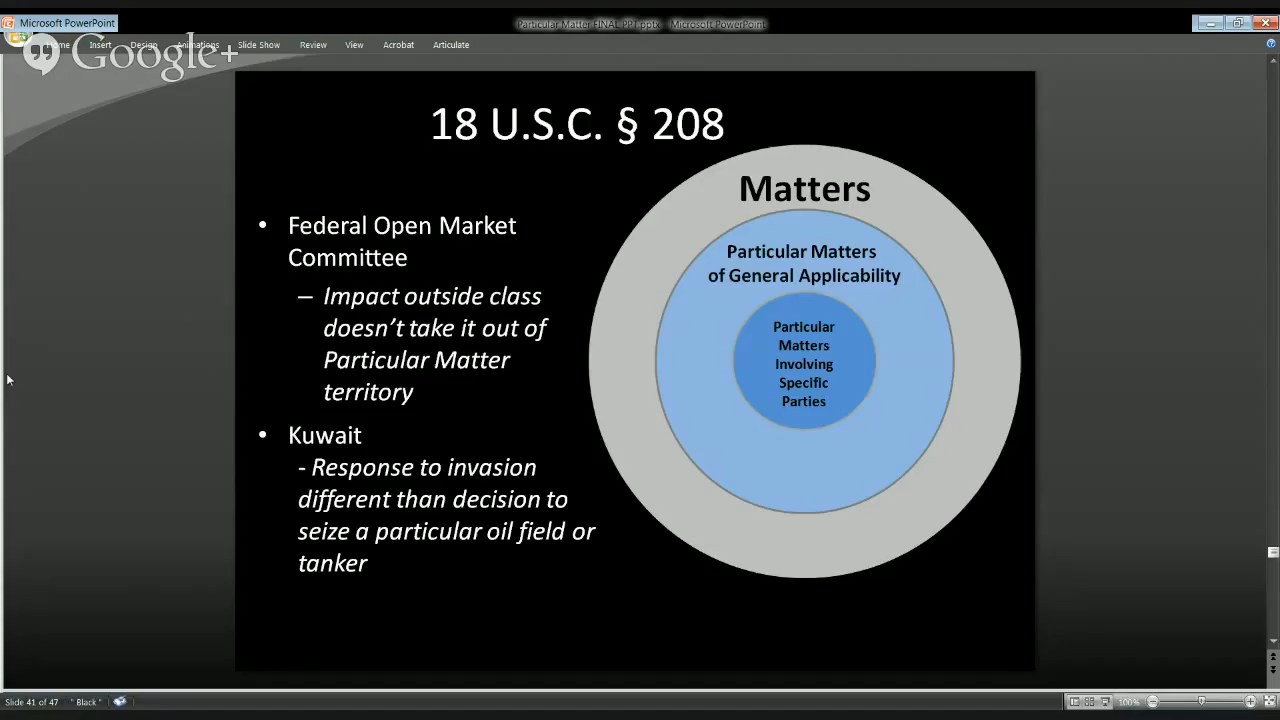 Microsoft PowerPoint
Particular Matter FINAL PPT.pptx - Microsoft PowerPoint
Home Insert Design Animations Slide Show Review View Acrobat Articulate
Google+
18 U.S.C. § 208
• Federal Open Market
Committee
– Impact outside class
doesn't take it out of
Particular Matter
territory
• Kuwait
- Response to invasion
different than decision to
seize a particular oil field or
tanker
Matters
Particular Matters
of General Applicability
Particular
Matters
Involving
Specific
Parties
Slide 41 of 47 "Black" 100%